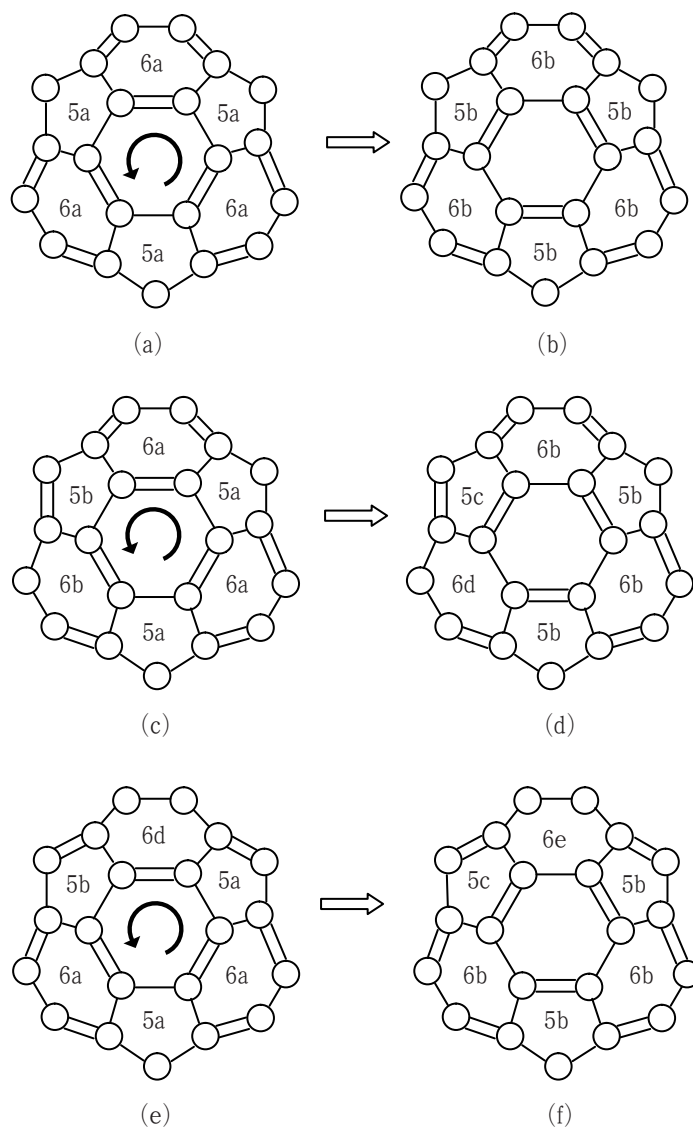 6a 6b
5a 5a 5b 5b
6a 6a 6b 6b
5a 5b
(a) (b)
6a 6b
5b 5a 5c 5b
6b 6a 6d 6b
5a 5b
(c) (d)
6d 6e
5b 5a 5c 5b
6a 6a 6b 6b
5a 5b
(e) (f)